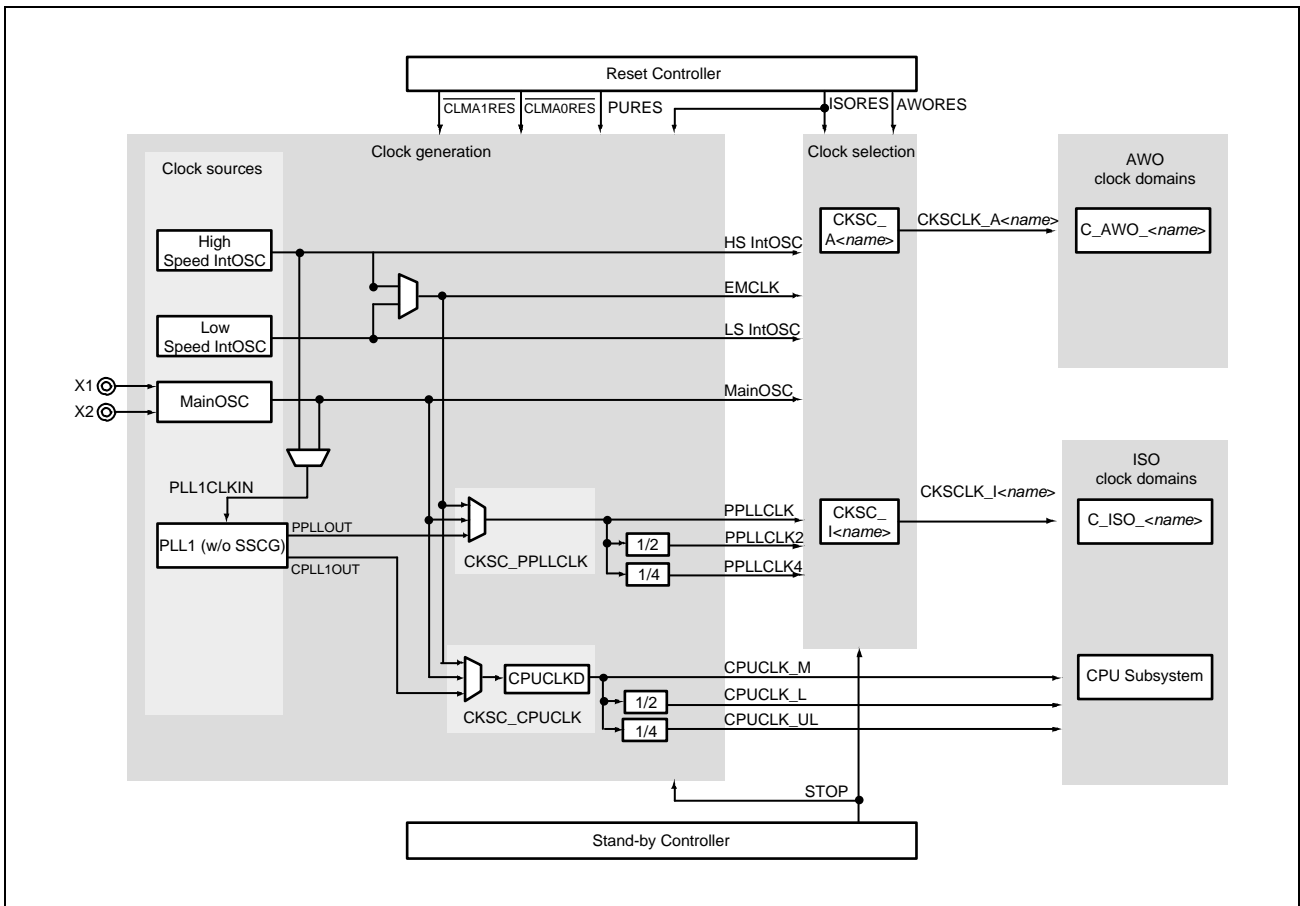 Reset Controller
CLMA1RES
CLMA0RES
PURES
ISORES
AWORES
Clock generation
Clock selection
AWO
clock domains
Clock sources
High
Speed IntOSC
HS IntOSC
CKSC_
A<name>
CKSCLK_A<name>
C_AWO_<name>
EMCLK
Low
Speed IntOSC
LS IntOSC
X1
X2
MainOSC
MainOSC
ISO
clock domains
PLL1CLKIN
CKSCLK_I<name>
PPLLOUT
PLL1 (w/o SSCG)
CPLL1OUT
CKSC_PPLLCLK
PPLLCLK
1/2
PPLLCLK2
1/4
PPLLCLK4
CKSC_
I<name>
C_ISO_<name>
CPUCLKD
CKSC_CPUCLK
CPUCLK_M
1/2
CPUCLK_L
1/4
CPUCLK_UL
CPU Subsystem
STOP
Stand-by Controller